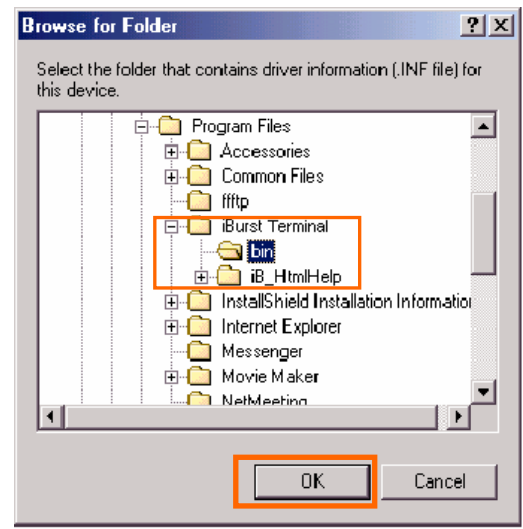 Browse for Folder
Select the folder that contains driver information (.INF file) for
this device.
Program Files
Accessories
Common Files
ffftp
iBurst Terminal
bin
iB_HtmlHelp
InstallShield Installation Information
Internet Explorer
Messenger
Movie Maker
NetMeeting
OK
Cancel